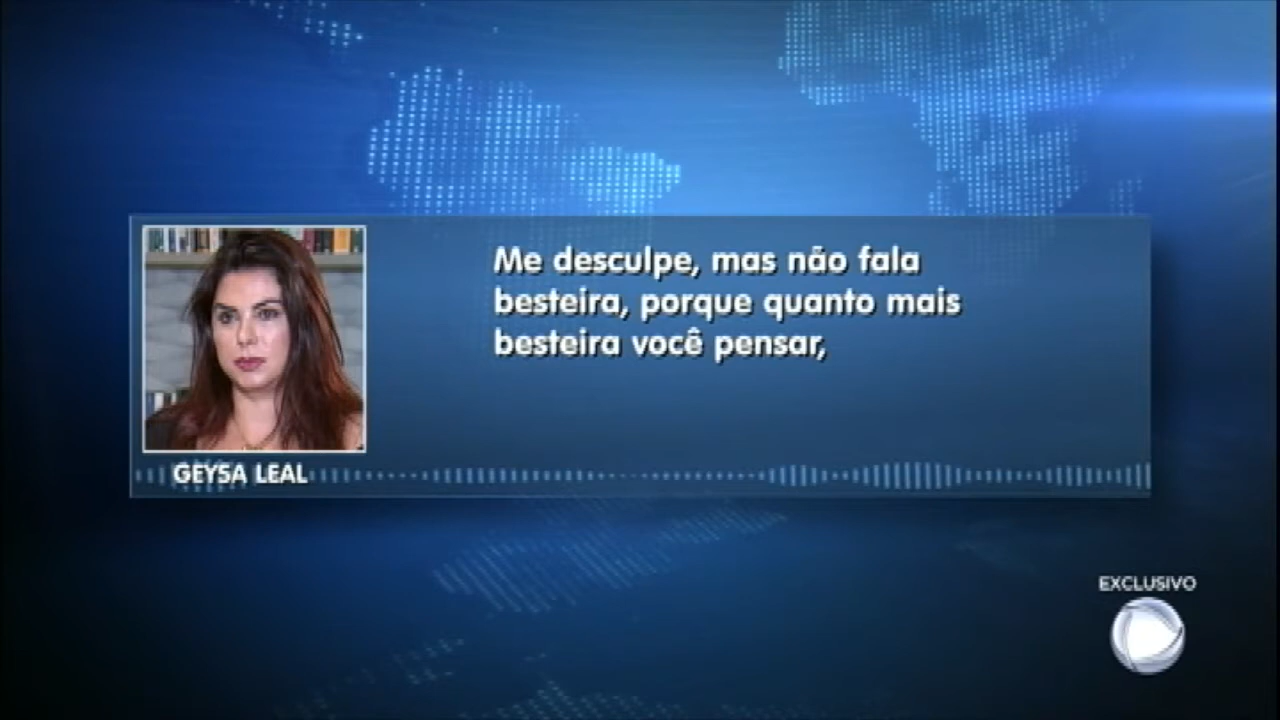 Me desculpe, mas não fala
besteira, porque quanto mais
besteira você pensar,
GEYSA LEAL
EXCLUSIVO